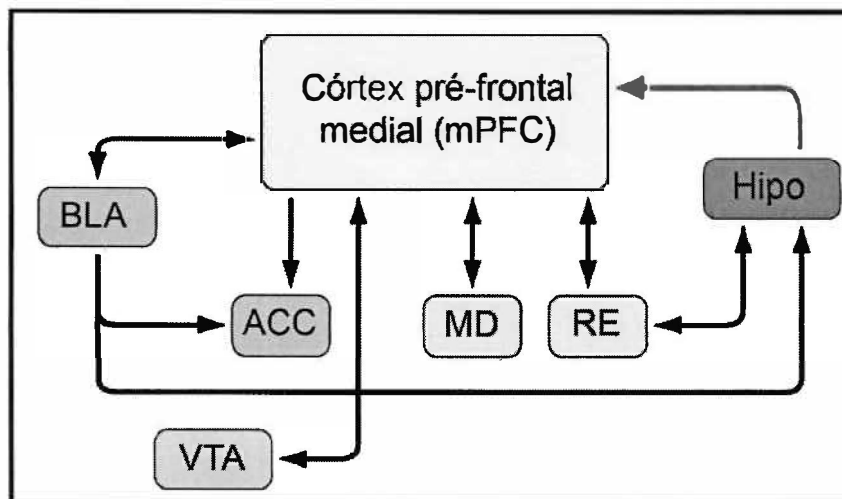 Córtex pré-frontal
medial (mPFC)
BLA
Hipo
ACC
MD
RE
VTA